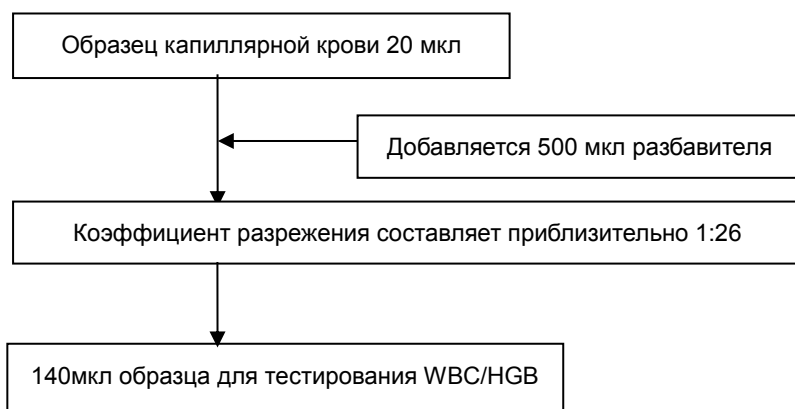 Образец капиллярной крови 20 мкл
Добавляется 500 мкл разбавителя
Коэффициент разрежения составляет приблизительно 1:26
140мкл образца для тестирования WBC/HGB